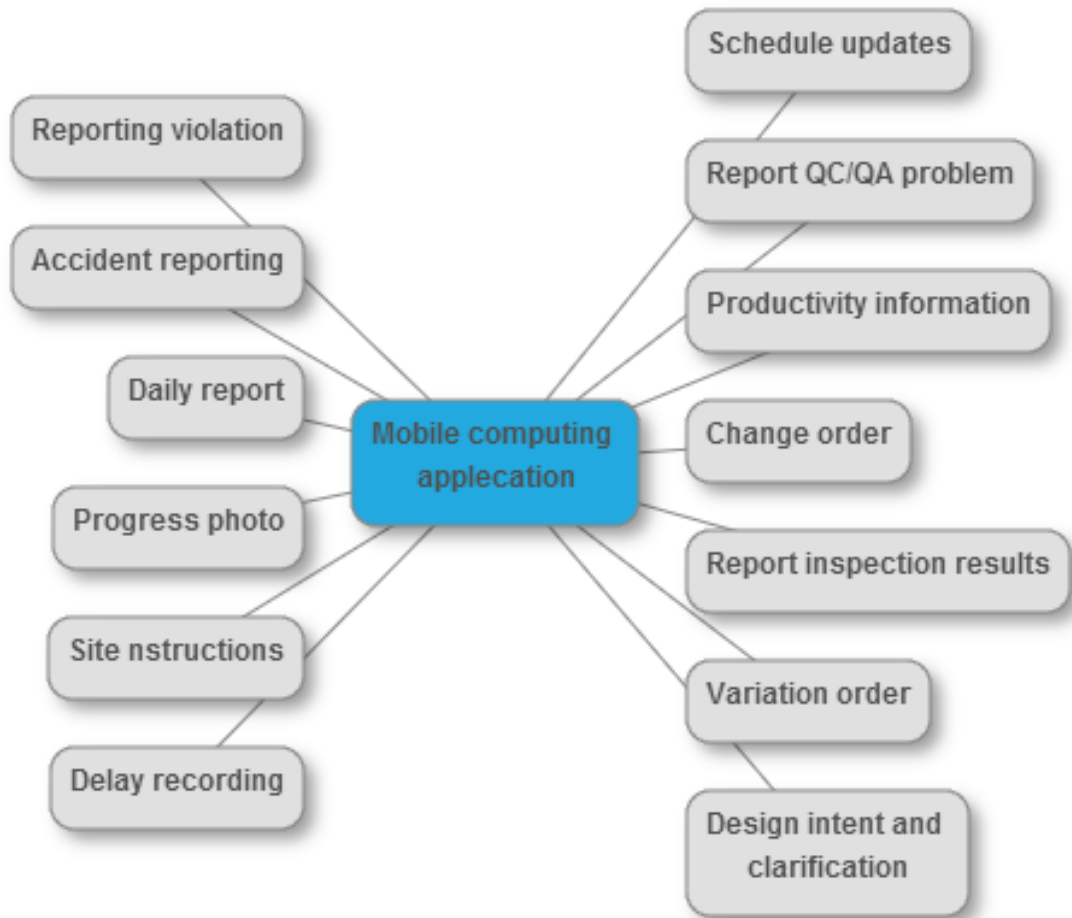 Schedule updates
Reporting violation
Report QC/QA problem
Accident reporting
Productivity information
Daily report
Mobile computing
applecation
Change order
Progress photo
Report inspection results
Site nstructions
Variation order
Delay recording
Design intent and
clarification